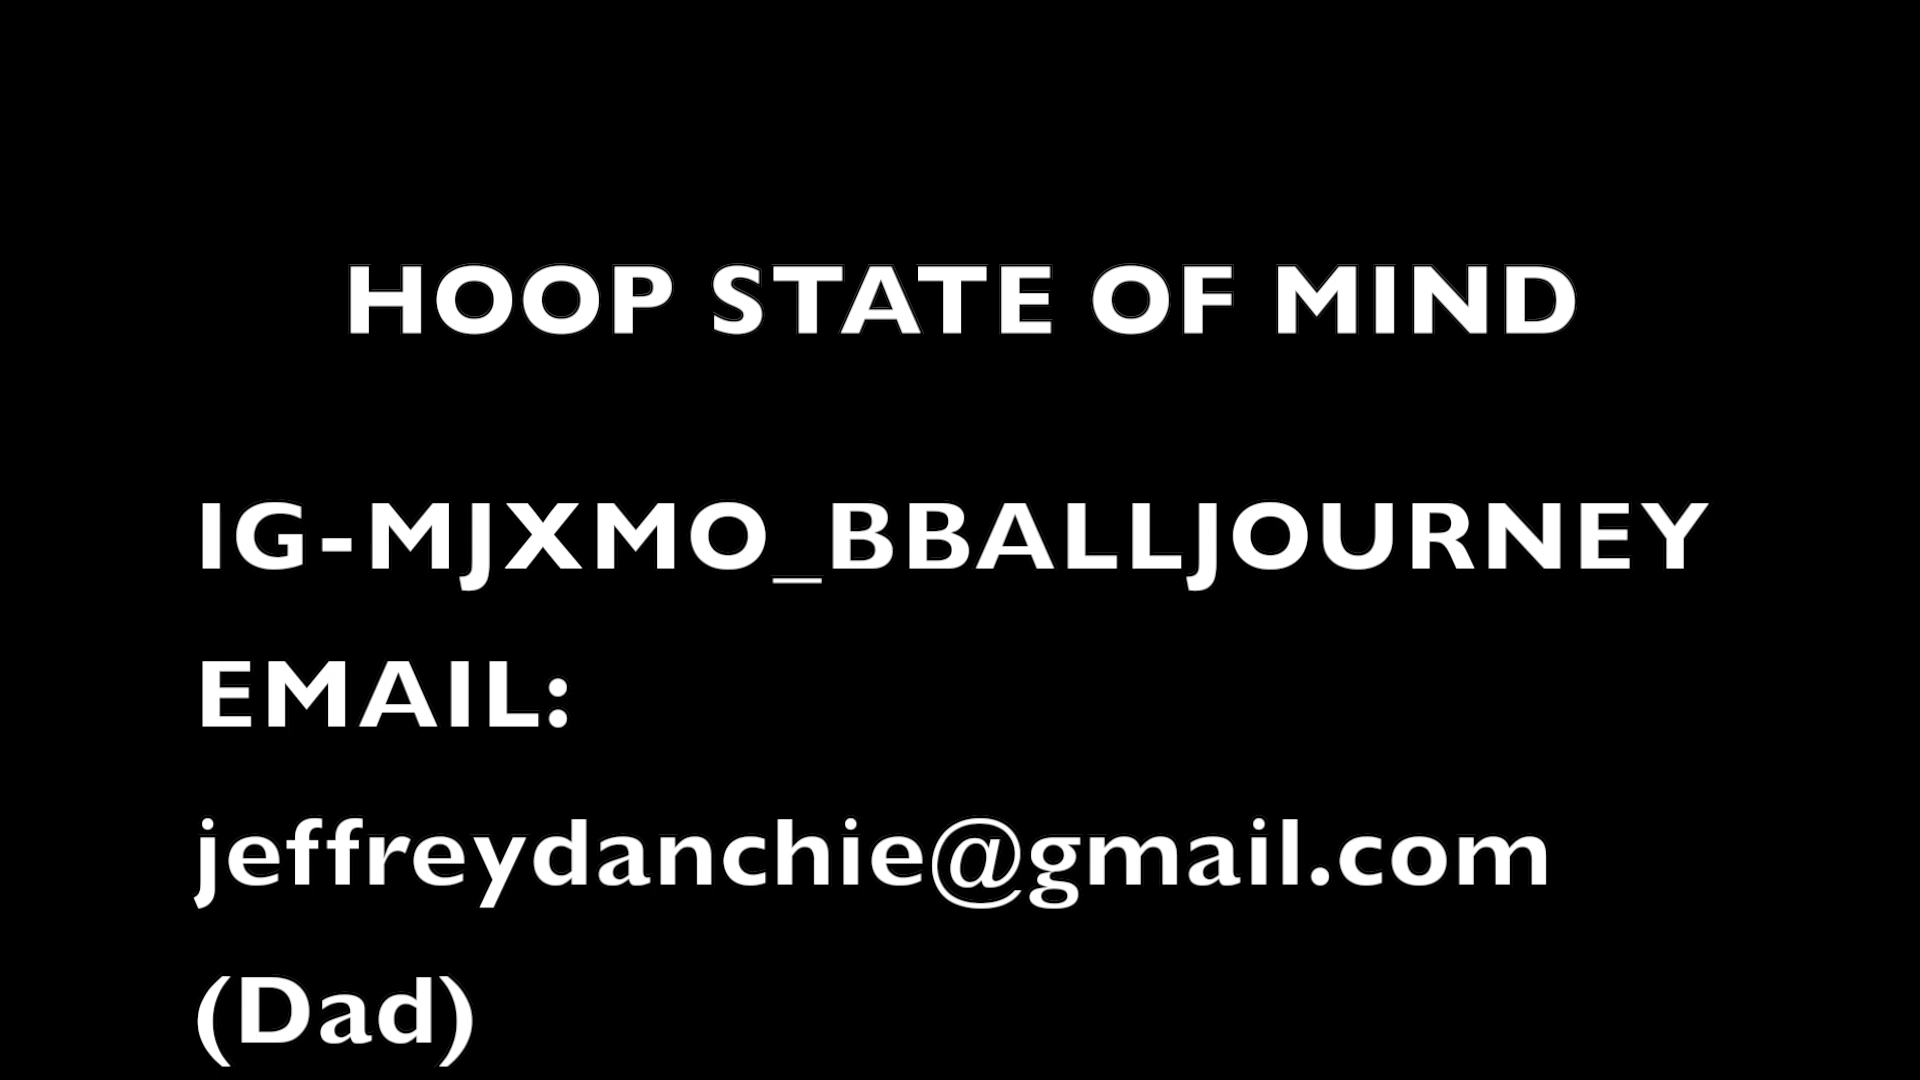 HOOP STATE OF MIND
IG-MJXMO_BBALLJOURNEY
EMAIL:
jeffreydanchie@gmail.com
(Dad)